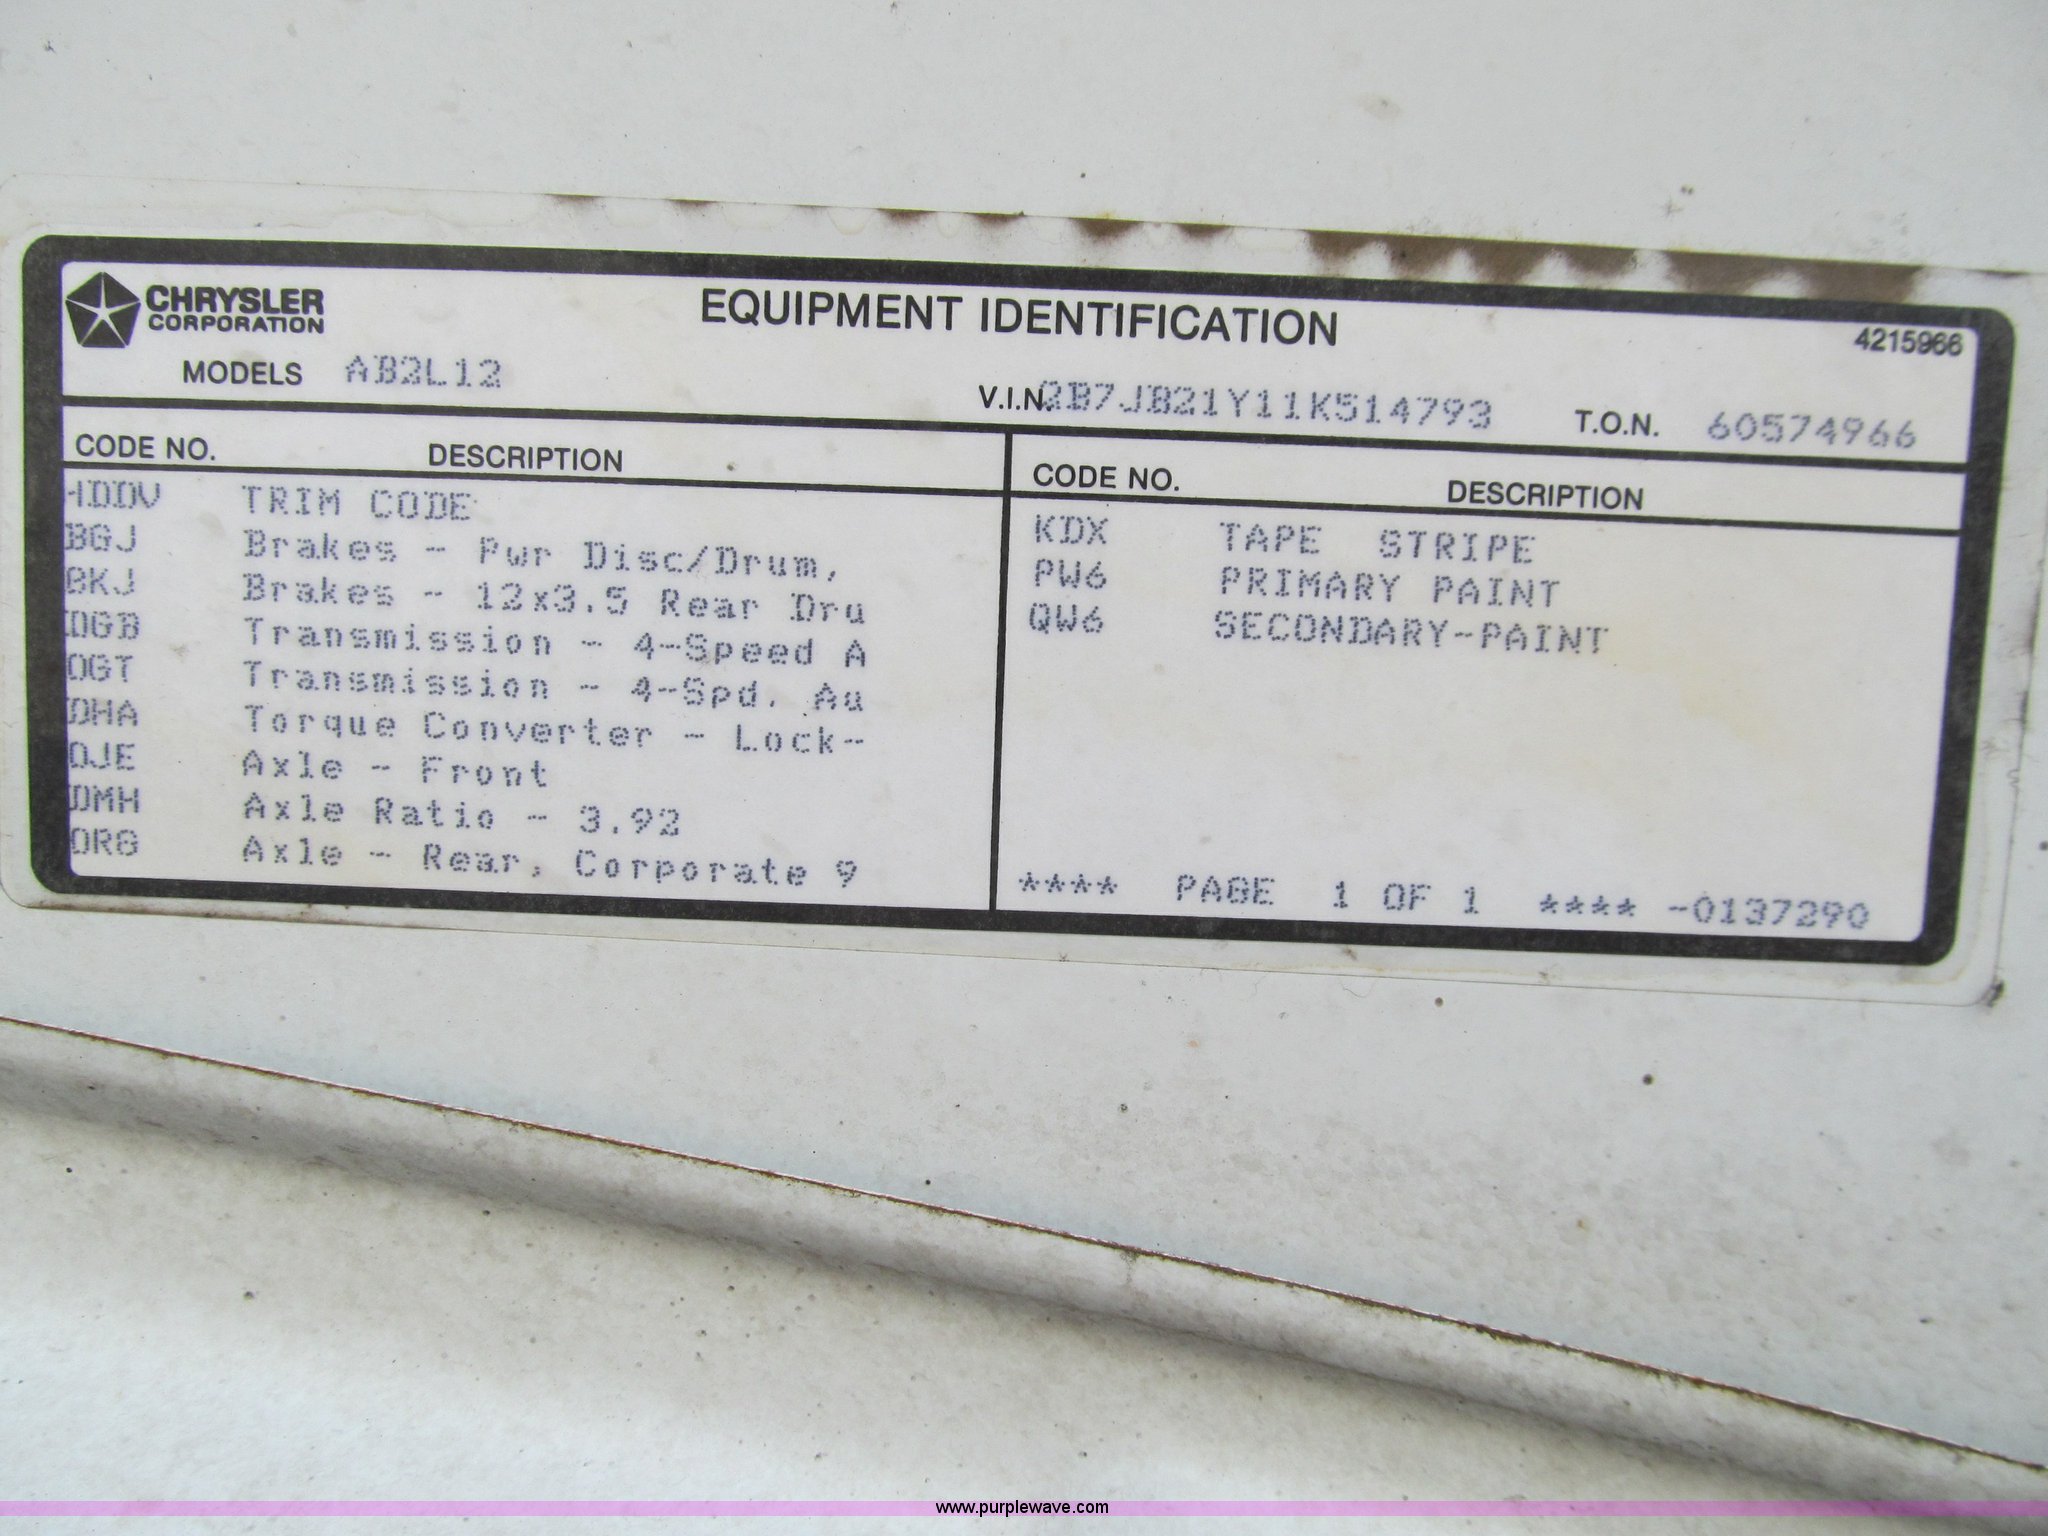 CHRYSLER
CORPORATION
EQUIPMENT IDENTIFICATION
4215966
MODELS AB2L12
V.I.N. 2B7JB21Y11K514793 T.O.N. 60574966
CODE NO. DESCRIPTION
HDDV TRIM CODE
BGJ Brakes - Pwr Disc/Drum,
BKJ Brakes - 12x3.5 Rear Dru
DGB Transmission - 4-Speed A
DGT Transmission - 4-Spd. Au
DHA Torque Converter - Lock-
DJE Axle - Front
DMH Axle Ratio - 3.92
DRG Axle - Rear, Corporate 9
CODE NO. DESCRIPTION
KDX TAPE STRIPE
PW6 PRIMARY PAINT
QW6 SECONDARY-PAINT
**** PAGE 1 OF 1 **** -0137290
www.purplewave.com